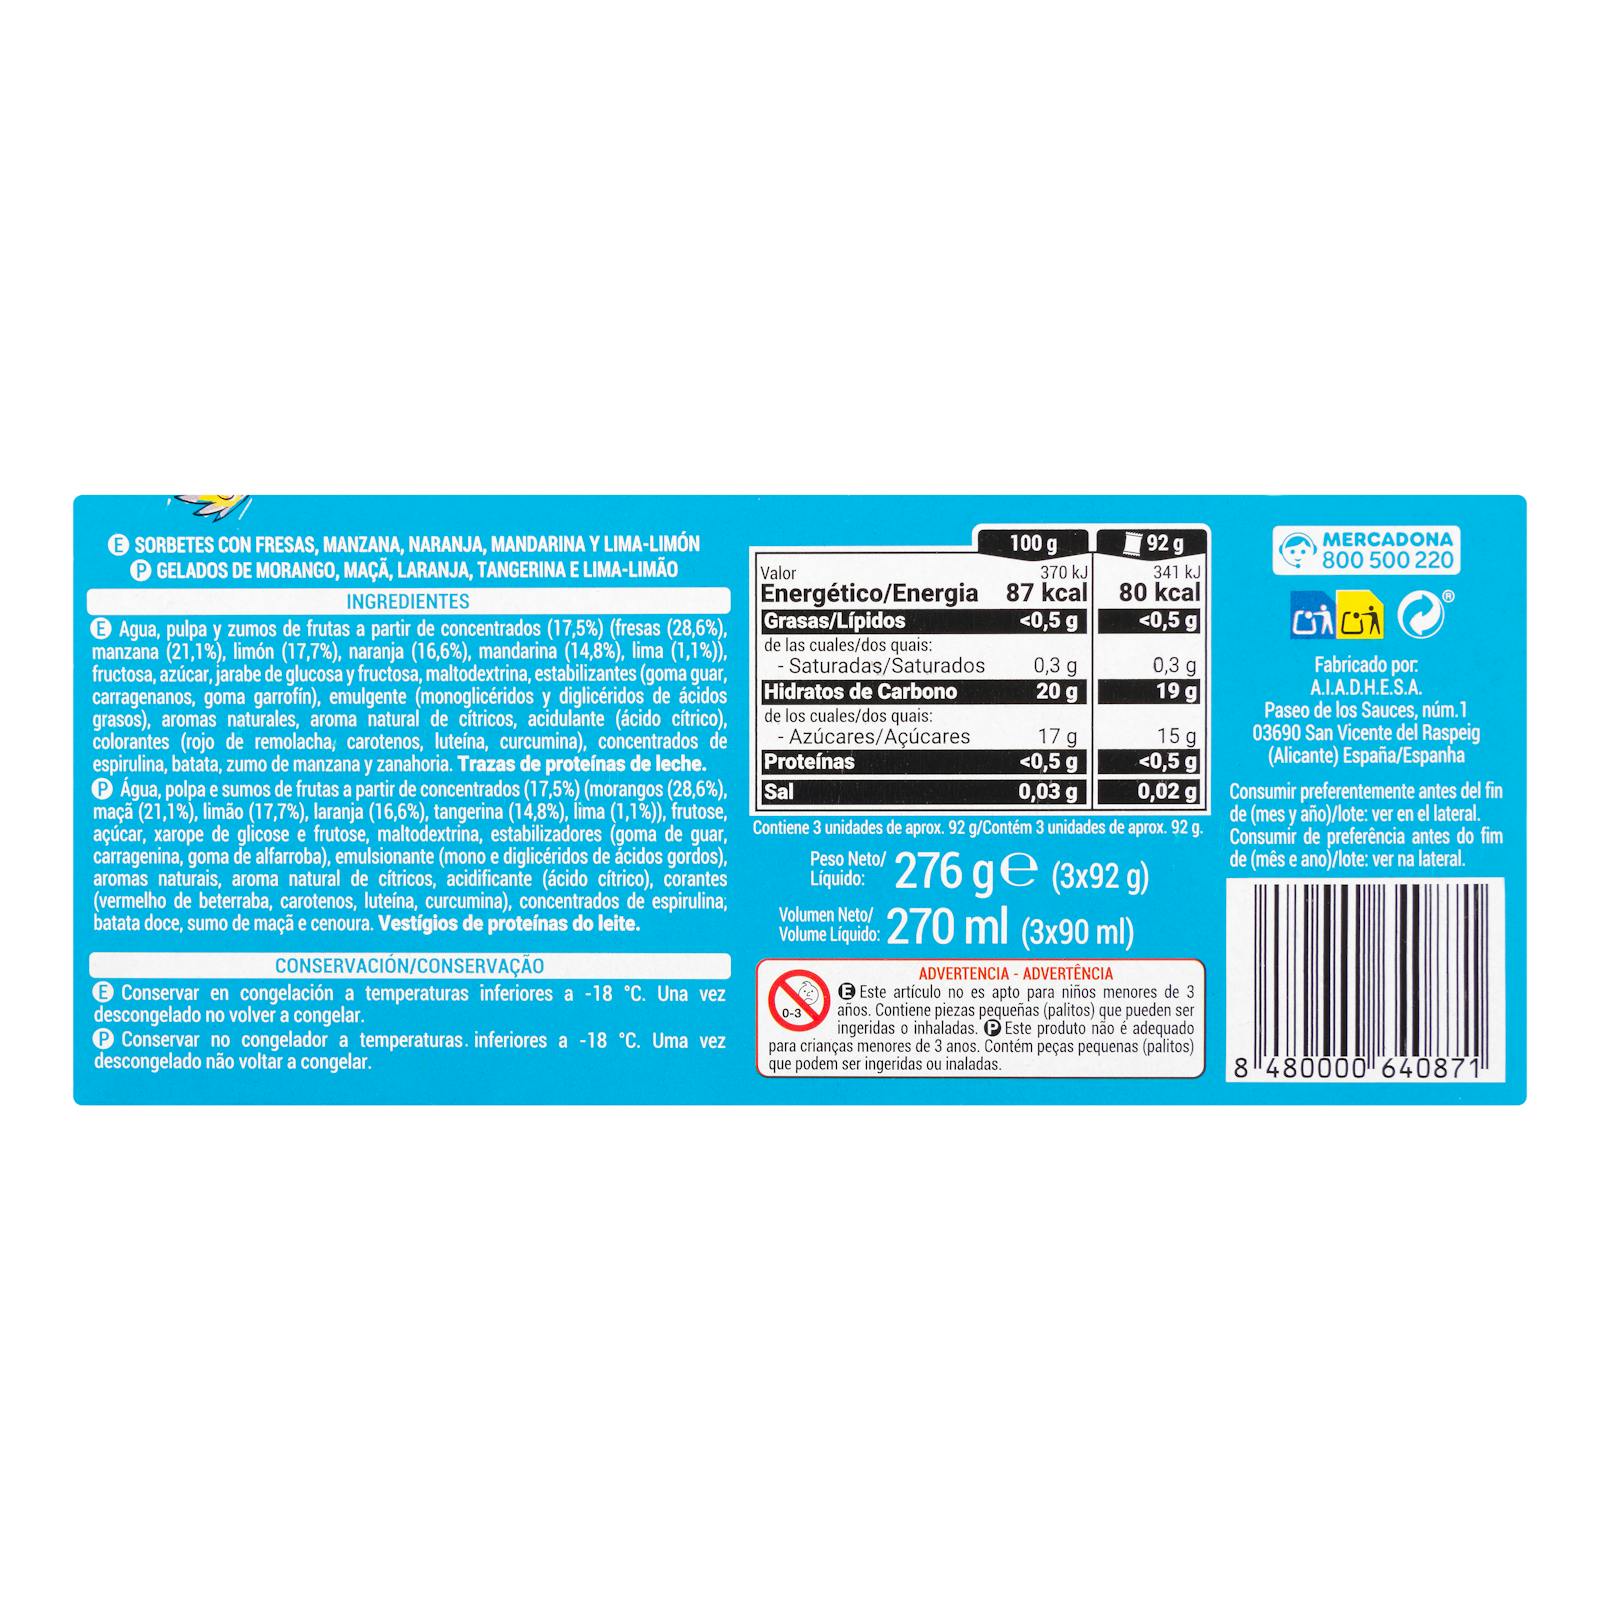 E SORBETES CON FRESAS, MANZANA, NARANJA, MANDARINA Y LIMA-LIMÓN
P GELADOS DE MORANGO, MAÇÃ, LARANJA, TANGERINA E LIMA-LIMÃO
INGREDIENTES
E Agua, pulpa y zumos de frutas a partir de concentrados (17,5%) (fresas (28,6%),
manzana (21,1%), limón (17,7%), naranja (16,6%), mandarina (14,8%), lima (1,1%)),
fructosa, azúcar, jarabe de glucosa y fructosa, maltodextrina, estabilizantes (goma guar,
carragenanos, goma garrofín), emulgente (monoglicéridos y diglicéridos de ácidos
grasos), aromas naturales, aroma natural de cítricos, acidulante (ácido cítrico),
colorantes (rojo de remolacha, carotenos, luteína, curcumina), concentrados de
espirulina, batata, zumo de manzana y zanahoria. Trazas de proteínas de leche.
P Água, polpa e sumos de frutas a partir de concentrados (17,5%) (morangos (28,6%),
maçã (21,1%), limão (17,7%), laranja (16,6%), tangerina (14,8%), lima (1,1%)), frutose,
açúcar, xarope de glicose e frutose, maltodextrina, estabilizadores (goma de guar,
carragenina, goma de alfarroba), emulsionante (mono e diglicéridos de ácidos gordos),
aromas naturais, aroma natural de cítricos, acidificante (ácido cítrico), corantes
(vermelho de beterraba, carotenos, luteína, curcumina), concentrados de espirulina,
batata doce, sumo de maçã e cenoura. Vestígios de proteínas do leite.
CONSERVACIÓN/CONSERVAÇÃO
E Conservar en congelación a temperaturas inferiores a -18 °C. Una vez
descongelado no volver a congelar.
P Conservar no congelador a temperaturas inferiores a -18 °C. Uma vez
descongelado não voltar a congelar.
100 g 92 g
Valor 370 kJ 341 kJ
Energético/Energia 87 kcal 80 kcal
Grasas/Lípidos <0,5 g <0,5 g
de las cuales/dos quais:
- Saturadas/Saturados 0,3 g 0,3 g
Hidratos de Carbono 20 g 19 g
de los cuales/dos quais:
- Azúcares/Açúcares 17 g 15 g
Proteínas <0,5 g <0,5 g
Sal 0,03 g 0,02 g
Contiene 3 unidades de aprox. 92 g/Contém 3 unidades de aprox. 92 g.
Peso Neto/
Líquido: 276 g e (3x92 g)
Volumen Neto/
Volume Líquido: 270 ml (3x90 ml)
ADVERTENCIA - ADVERTÊNCIA
0-3
E Este artículo no es apto para niños menores de 3
años. Contiene piezas pequeñas (palitos) que pueden ser
ingeridas o inhaladas. P Este produto não é adequado
para crianças menores de 3 anos. Contém peças pequenas (palitos)
que podem ser ingeridas ou inaladas.
MERCADONA
800 500 220
®
Fabricado por:
A.I.A.D.H.E.S.A.
Paseo de los Sauces, núm.1
03690 San Vicente del Raspeig
(Alicante) España/Espanha
Consumir preferentemente antes del fin
de (mes y año)/lote: ver en el lateral.
Consumir de preferência antes do fim
de (mês e ano)/lote: ver na lateral.
8 480000 640871